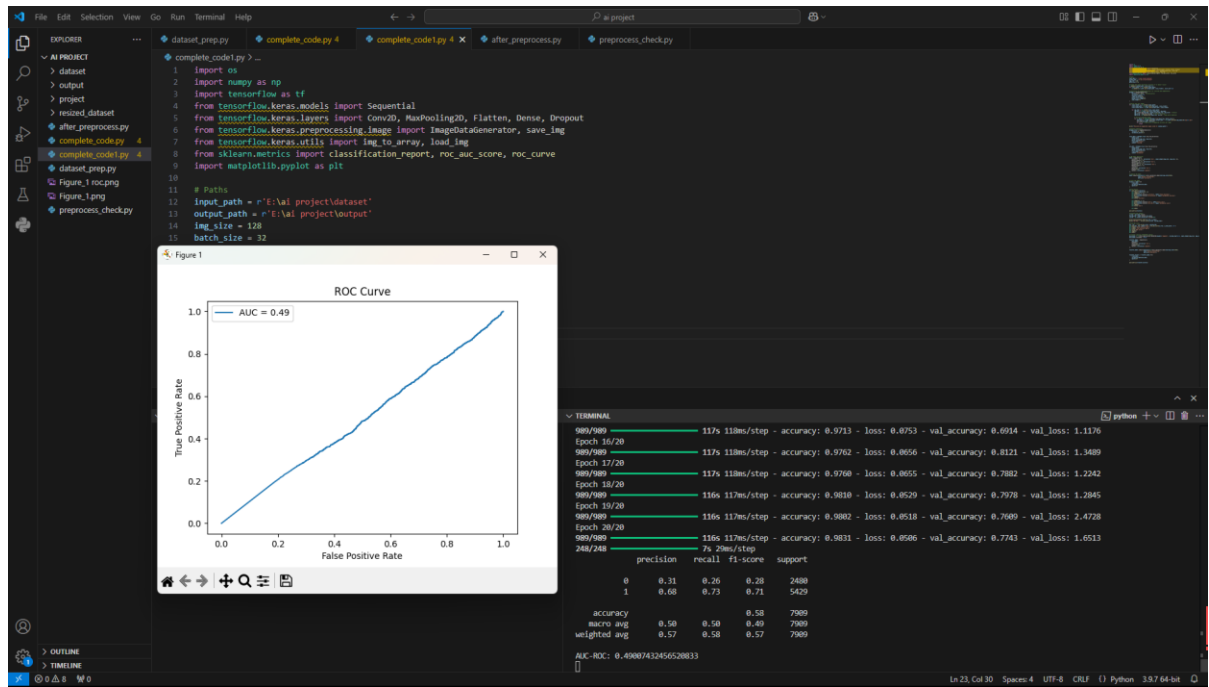 File Edit Selection View Go Run Terminal Help
ai project
EXPLORER
AI PROJECT
dataset
output
project
resized_dataset
after_preprocess.py
complete_code.py 4
complete_code1.py 4
dataset_prep.py
Figure_1 roc.png
Figure_1.png
preprocess_check.py
OUTLINE
TIMELINE
dataset_prep.py complete_code.py 4 complete_code1.py 4 after_preprocess.py preprocess_check.py
complete_code1.py > ...
1 import os
2 import numpy as np
3 import tensorflow as tf
4 from tensorflow.keras.models import Sequential
5 from tensorflow.keras.layers import Conv2D, MaxPooling2D, Flatten, Dense, Dropout
6 from tensorflow.keras.preprocessing.image import ImageDataGenerator, save_img
7 from tensorflow.keras.utils import img_to_array, load_img
8 from sklearn.metrics import classification_report, roc_auc_score, roc_curve
9 import matplotlib.pyplot as plt
10
11 # Paths
12 input_path = r'E:\ai project\dataset'
13 output_path = r'E:\ai project\output'
14 img_size = 128
15 batch_size = 32
Figure 1
ROC Curve
AUC = 0.49
True Positive Rate
1.0
0.8
0.6
0.4
0.2
0.0
0.0 0.2 0.4 0.6 0.8 1.0
False Positive Rate
TERMINAL
python
989/989 117s 118ms/step - accuracy: 0.9713 - loss: 0.0753 - val_accuracy: 0.6914 - val_loss: 1.1176
Epoch 16/20
989/989 117s 118ms/step - accuracy: 0.9762 - loss: 0.0656 - val_accuracy: 0.8121 - val_loss: 1.3489
Epoch 17/20
989/989 117s 118ms/step - accuracy: 0.9760 - loss: 0.0655 - val_accuracy: 0.7882 - val_loss: 1.2242
Epoch 18/20
989/989 116s 117ms/step - accuracy: 0.9810 - loss: 0.0529 - val_accuracy: 0.7978 - val_loss: 1.2845
Epoch 19/20
989/989 116s 117ms/step - accuracy: 0.9802 - loss: 0.0518 - val_accuracy: 0.7609 - val_loss: 2.4728
Epoch 20/20
989/989 116s 117ms/step - accuracy: 0.9831 - loss: 0.0506 - val_accuracy: 0.7743 - val_loss: 1.6513
248/248 7s 29ms/step
precision recall f1-score support
0 0.31 0.26 0.28 2480
1 0.68 0.73 0.71 5429
accuracy 0.58 7909
macro avg 0.50 0.50 0.49 7909
weighted avg 0.57 0.58 0.57 7909
AUC-ROC: 0.49007432456520833
0 8 0 Ln 23, Col 30 Spaces: 4 UTF-8 CRLF {} Python 3.9.7 64-bit